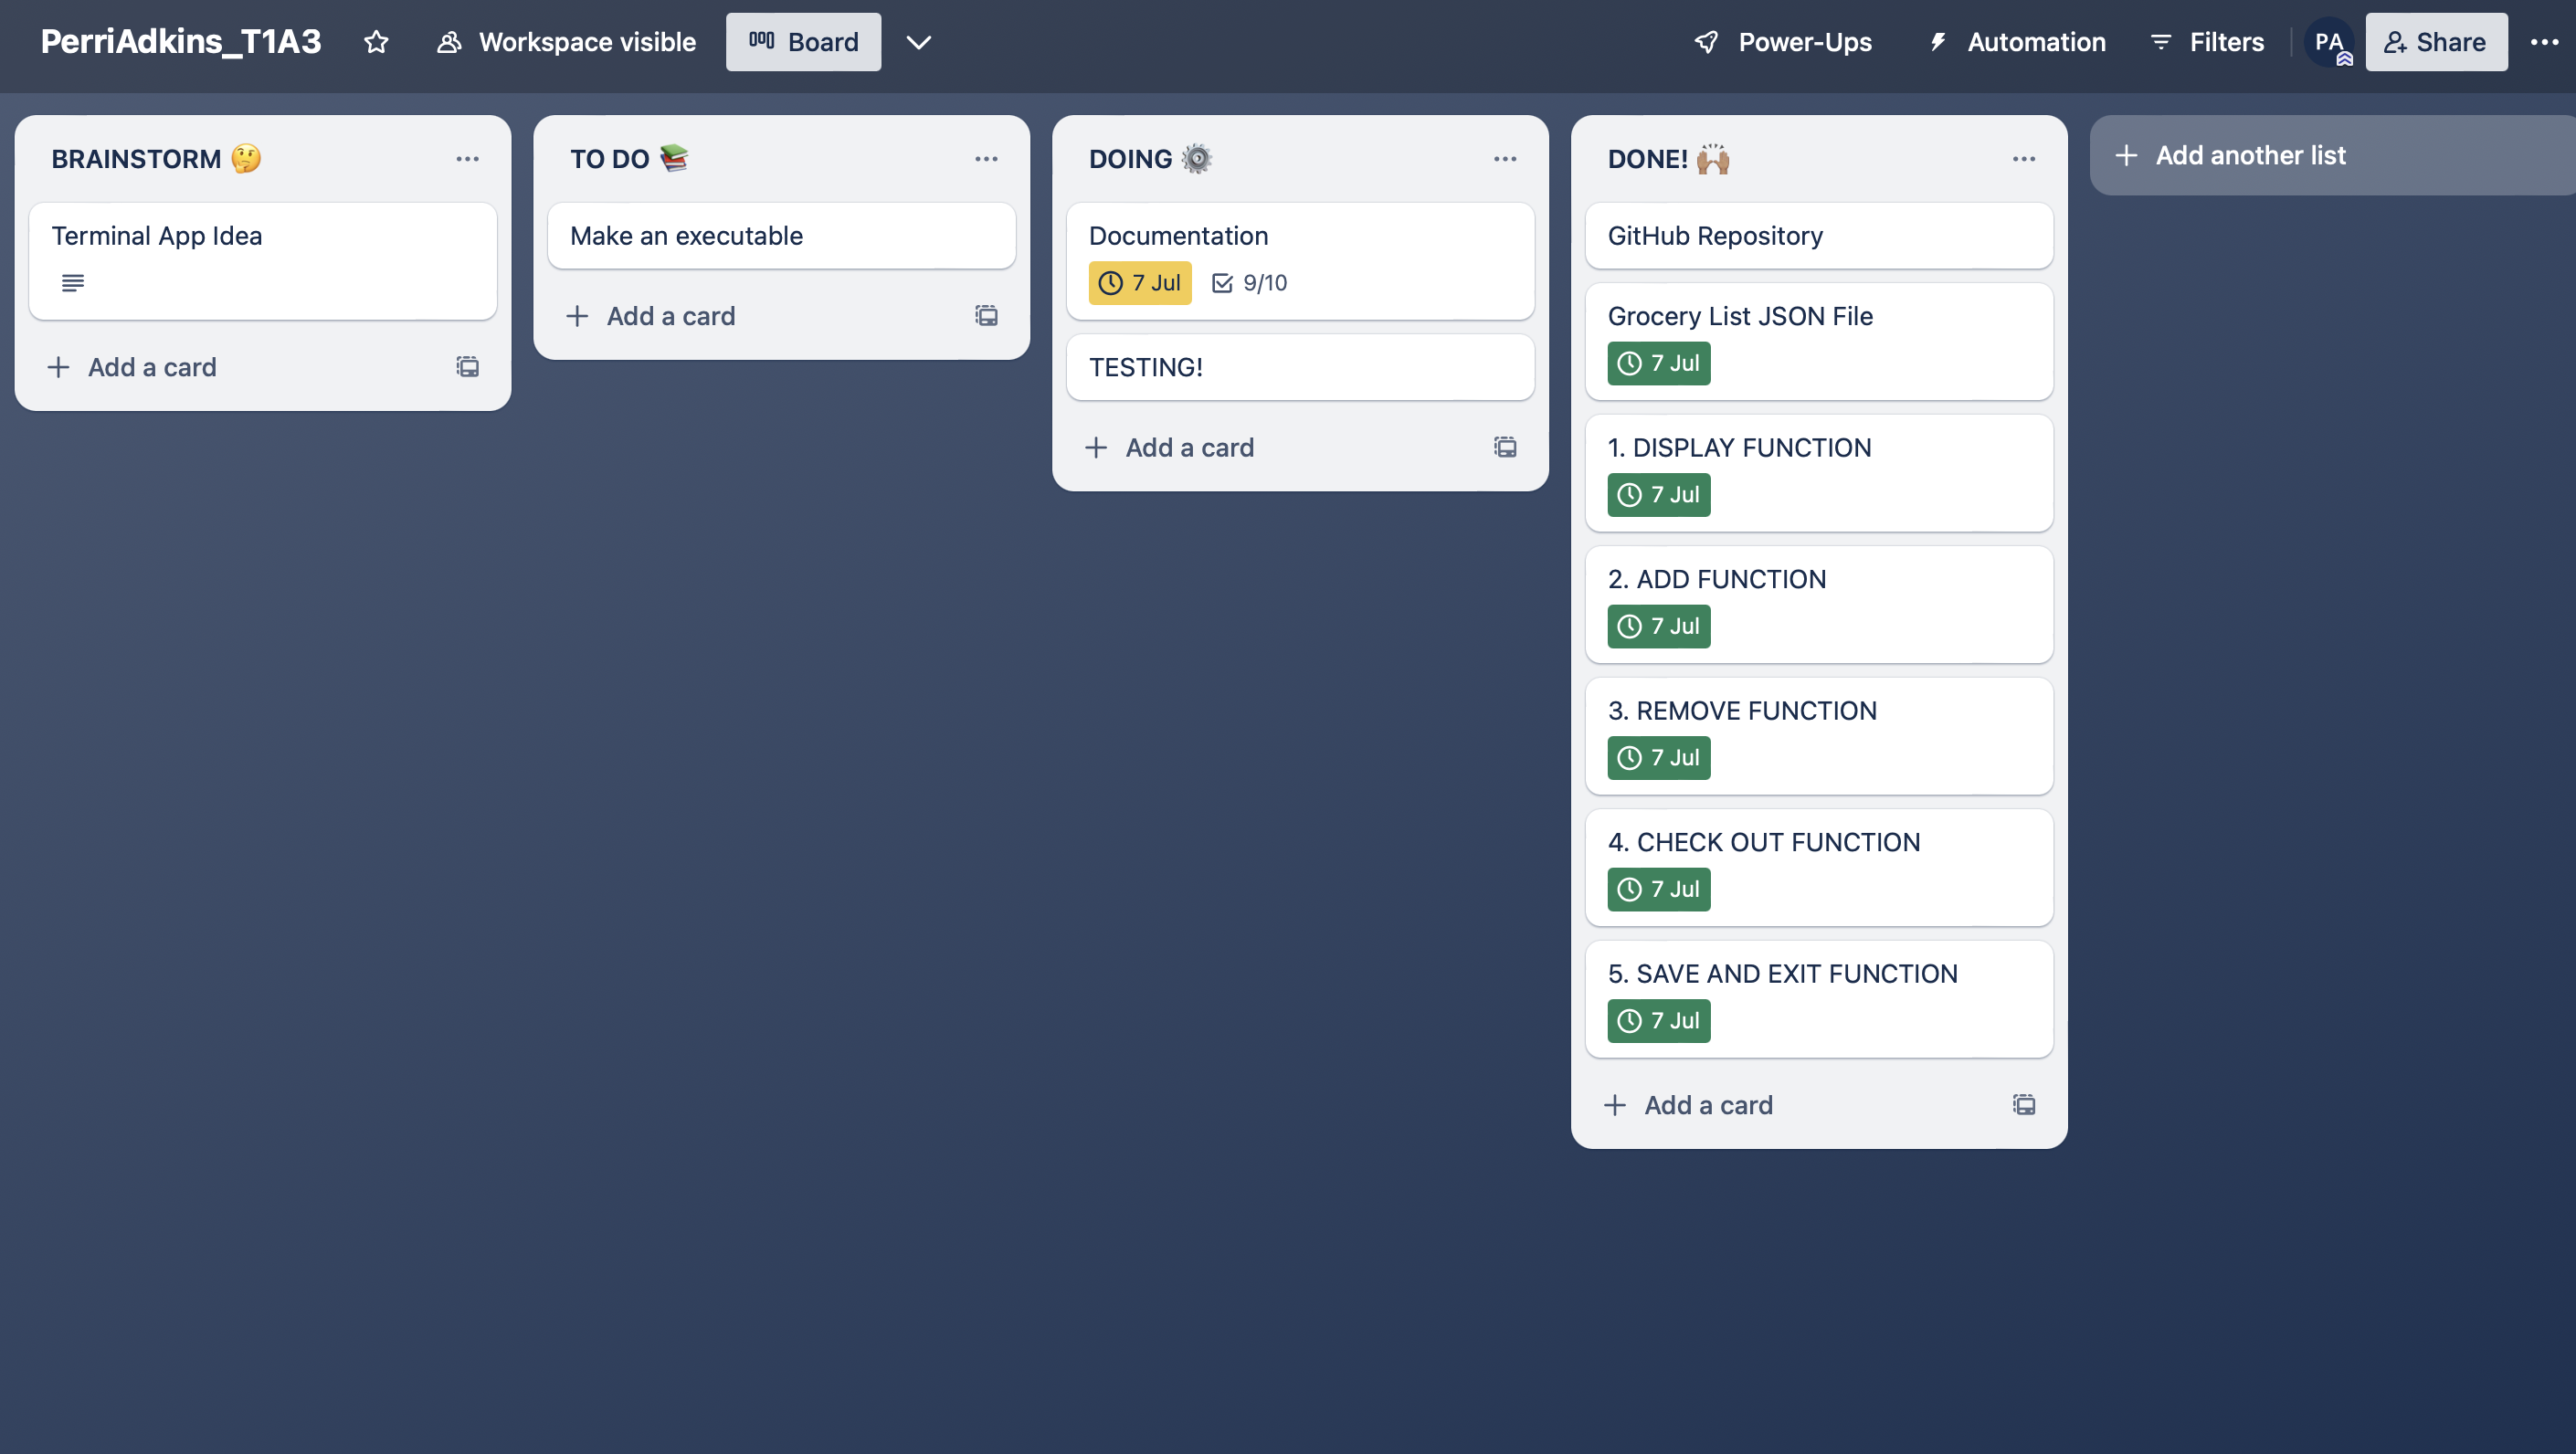 PerriAdkins_T1A3 Workspace visible Board Power-Ups Automation Filters PA Share
BRAINSTORM 🤔
Terminal App Idea
Add a card
TO DO 📚
Make an executable
Add a card
DOING ⚙️
Documentation
7 Jul 9/10
TESTING!
Add a card
DONE! 🙌🏽
GitHub Repository
Grocery List JSON File
7 Jul
1. DISPLAY FUNCTION
7 Jul
2. ADD FUNCTION
7 Jul
3. REMOVE FUNCTION
7 Jul
4. CHECK OUT FUNCTION
7 Jul
5. SAVE AND EXIT FUNCTION
7 Jul
Add a card
Add another list